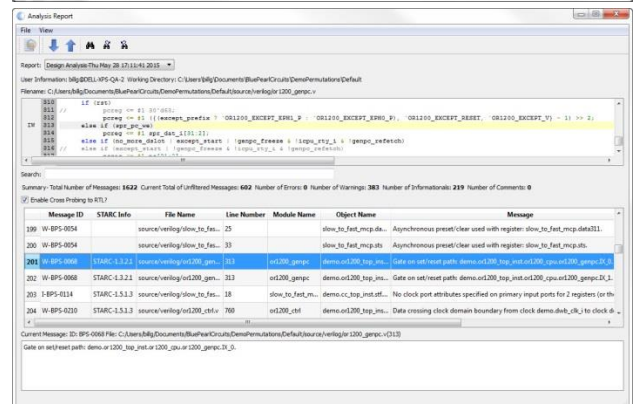 Analysis Report
File View
Report: Design Analysis Thu May 28 17:11:41 2015
User Information: billg@DELL-XPS-QA-2 Working Directory: C:\Users\billg\Documents\BluePearlCircuits\DemoPermutations\Default
Filename: C:/Users/billg/Documents/BluePearlCircuits/DemoPermutations/Default/source/verilog/or1200_genpc.v
310 if (rst)
311 // pcreg <= #1 30'd63;
312 pcreg <= #1 ({(except_prefix ? `OR1200_EXCEPT_EPH1_P : `OR1200_EXCEPT_EPH0_P), `OR1200_EXCEPT_RESET, `OR1200_EXCEPT_V} - 1) >> 2;
IW 313 else if (spr_pc_we)
314 pcreg <= #1 spr_dat_i[31:2];
315 else if (no_more_dslot | except_start | !genpc_freeze & !icpu_rty_i & !genpc_refetch)
316 // else if (except_start | !genpc_freeze & !icpu_rty_i & !genpc_refetch)
Search:
Summary- Total Number of Messages: 1622 Current Total of Unfiltered Messages: 602 Number of Errors: 0 Number of Warnings: 383 Number of Informationals: 219 Number of Comments: 0
Enable Cross Probing to RTL?
Message ID STARC Info File Name Line Number Module Name Object Name Message
199 W-BPS-0054 source/verilog/slow_to_fas... 25 slow_to_fast_mcp.da... Asynchronous preset/clear used with register: slow_to_fast_mcp.data311.
200 W-BPS-0054 source/verilog/slow_to_fas... 33 slow_to_fast_mcp.sts Asynchronous preset/clear used with register: slow_to_fast_mcp.sts.
201 W-BPS-0068 STARC-1.3.2.1 source/verilog/or1200_gen... 313 or1200_genpc demo.or1200_top_ins... Gate on set/reset path: demo.or1200_top_inst.or1200_cpu.or1200_genpc.IX_0.
202 W-BPS-0068 STARC-1.3.2.1 source/verilog/or1200_gen... 313 or1200_genpc demo.or1200_top_ins... Gate on set/reset path: demo.or1200_top_inst.or1200_cpu.or1200_genpc.IX_1.
203 I-BPS-0114 STARC-1.5.1.3 source/verilog/slow_to_fas... 18 slow_to_fast_m... demo.cc_top_inst.stf... No clock port attributes specified on primary input ports for 2 registers (or the
204 W-BPS-0210 STARC-1.5.1.3 source/verilog/or1200_ctrl.v 760 or1200_ctrl demo.or1200_top_ins... Data crossing clock domain boundary from clock demo.dwb_clk_i to clock d
Current Message: ID: BPS-0068 File: C:/Users/billg/Documents/BluePearlCircuits/DemoPermutations/Default/source/verilog/or1200_genpc.v(313)
Gate on set/reset path: demo.or1200_top_inst.or1200_cpu.or1200_genpc.IX_0.